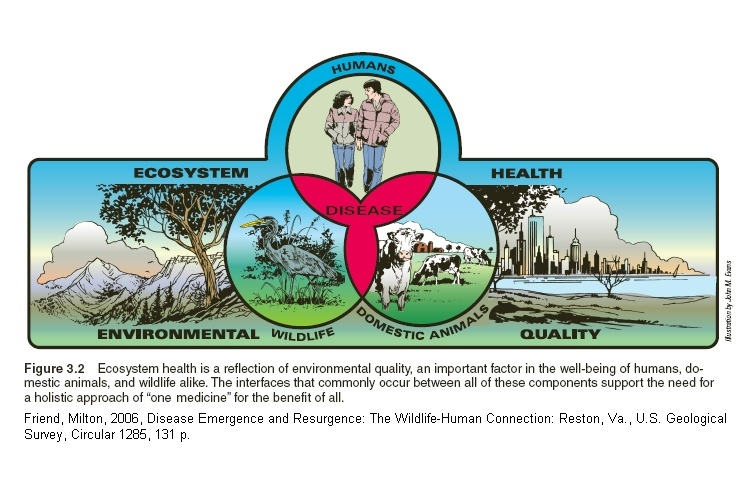 HUMANS
ECOSYSTEM HEALTH
DISEASE
ENVIRONMENTAL QUALITY
WILDLIFE
DOMESTIC ANIMALS
Illustration by John M. Evans
Figure 3.2 Ecosystem health is a reflection of environmental quality, an important factor in the well-being of humans, do-
mestic animals, and wildlife alike. The interfaces that commonly occur between all of these components support the need for
a holistic approach of “one medicine” for the benefit of all.
Friend, Milton, 2006, Disease Emergence and Resurgence: The Wildlife-Human Connection: Reston, Va., U.S. Geological
Survey, Circular 1285, 131 p.